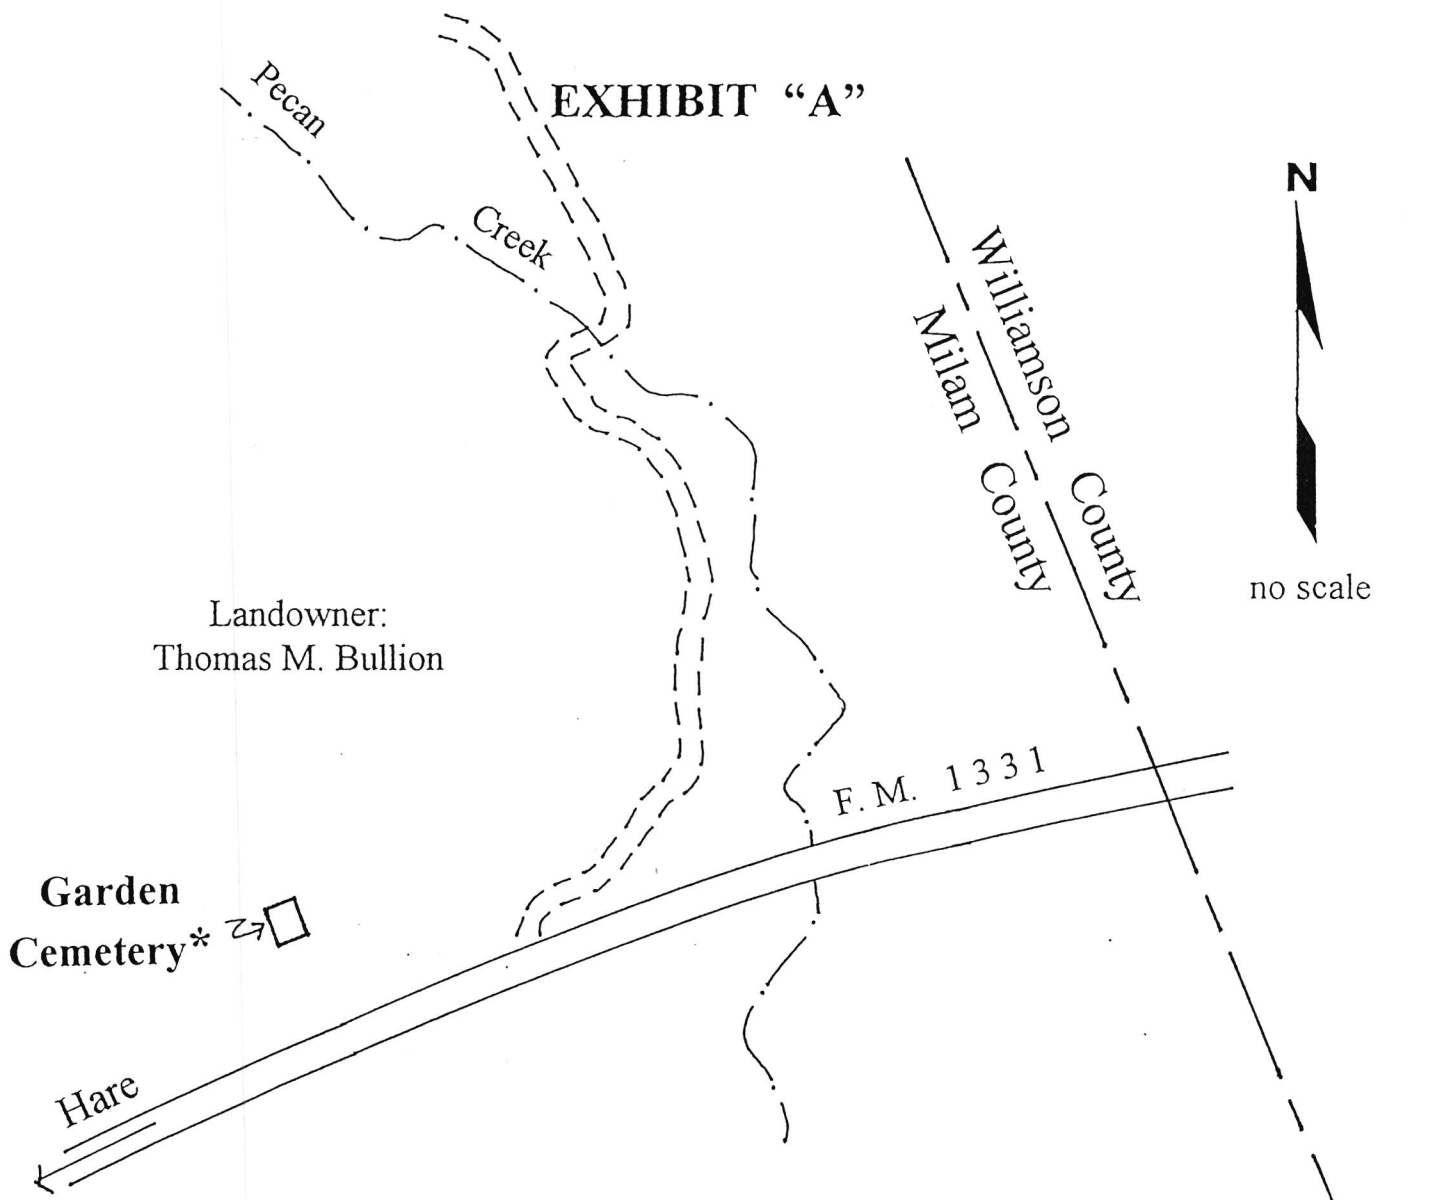 EXHIBIT “A”
Pecan
Creek
N
Williamson County
Milam County
no scale
Landowner:
Thomas M. Bullion
F. M. 1331
Garden
Cemetery*
Hare